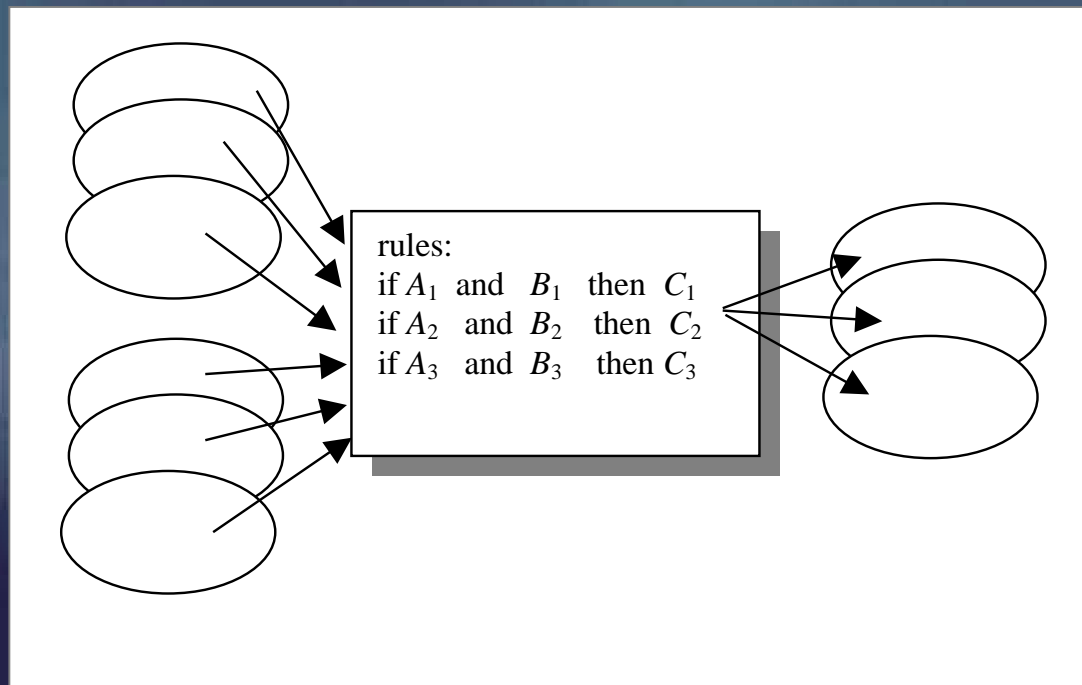 rules:
if A₁ and B₁ then C₁
if A₂ and B₂ then C₂
if A₃ and B₃ then C₃